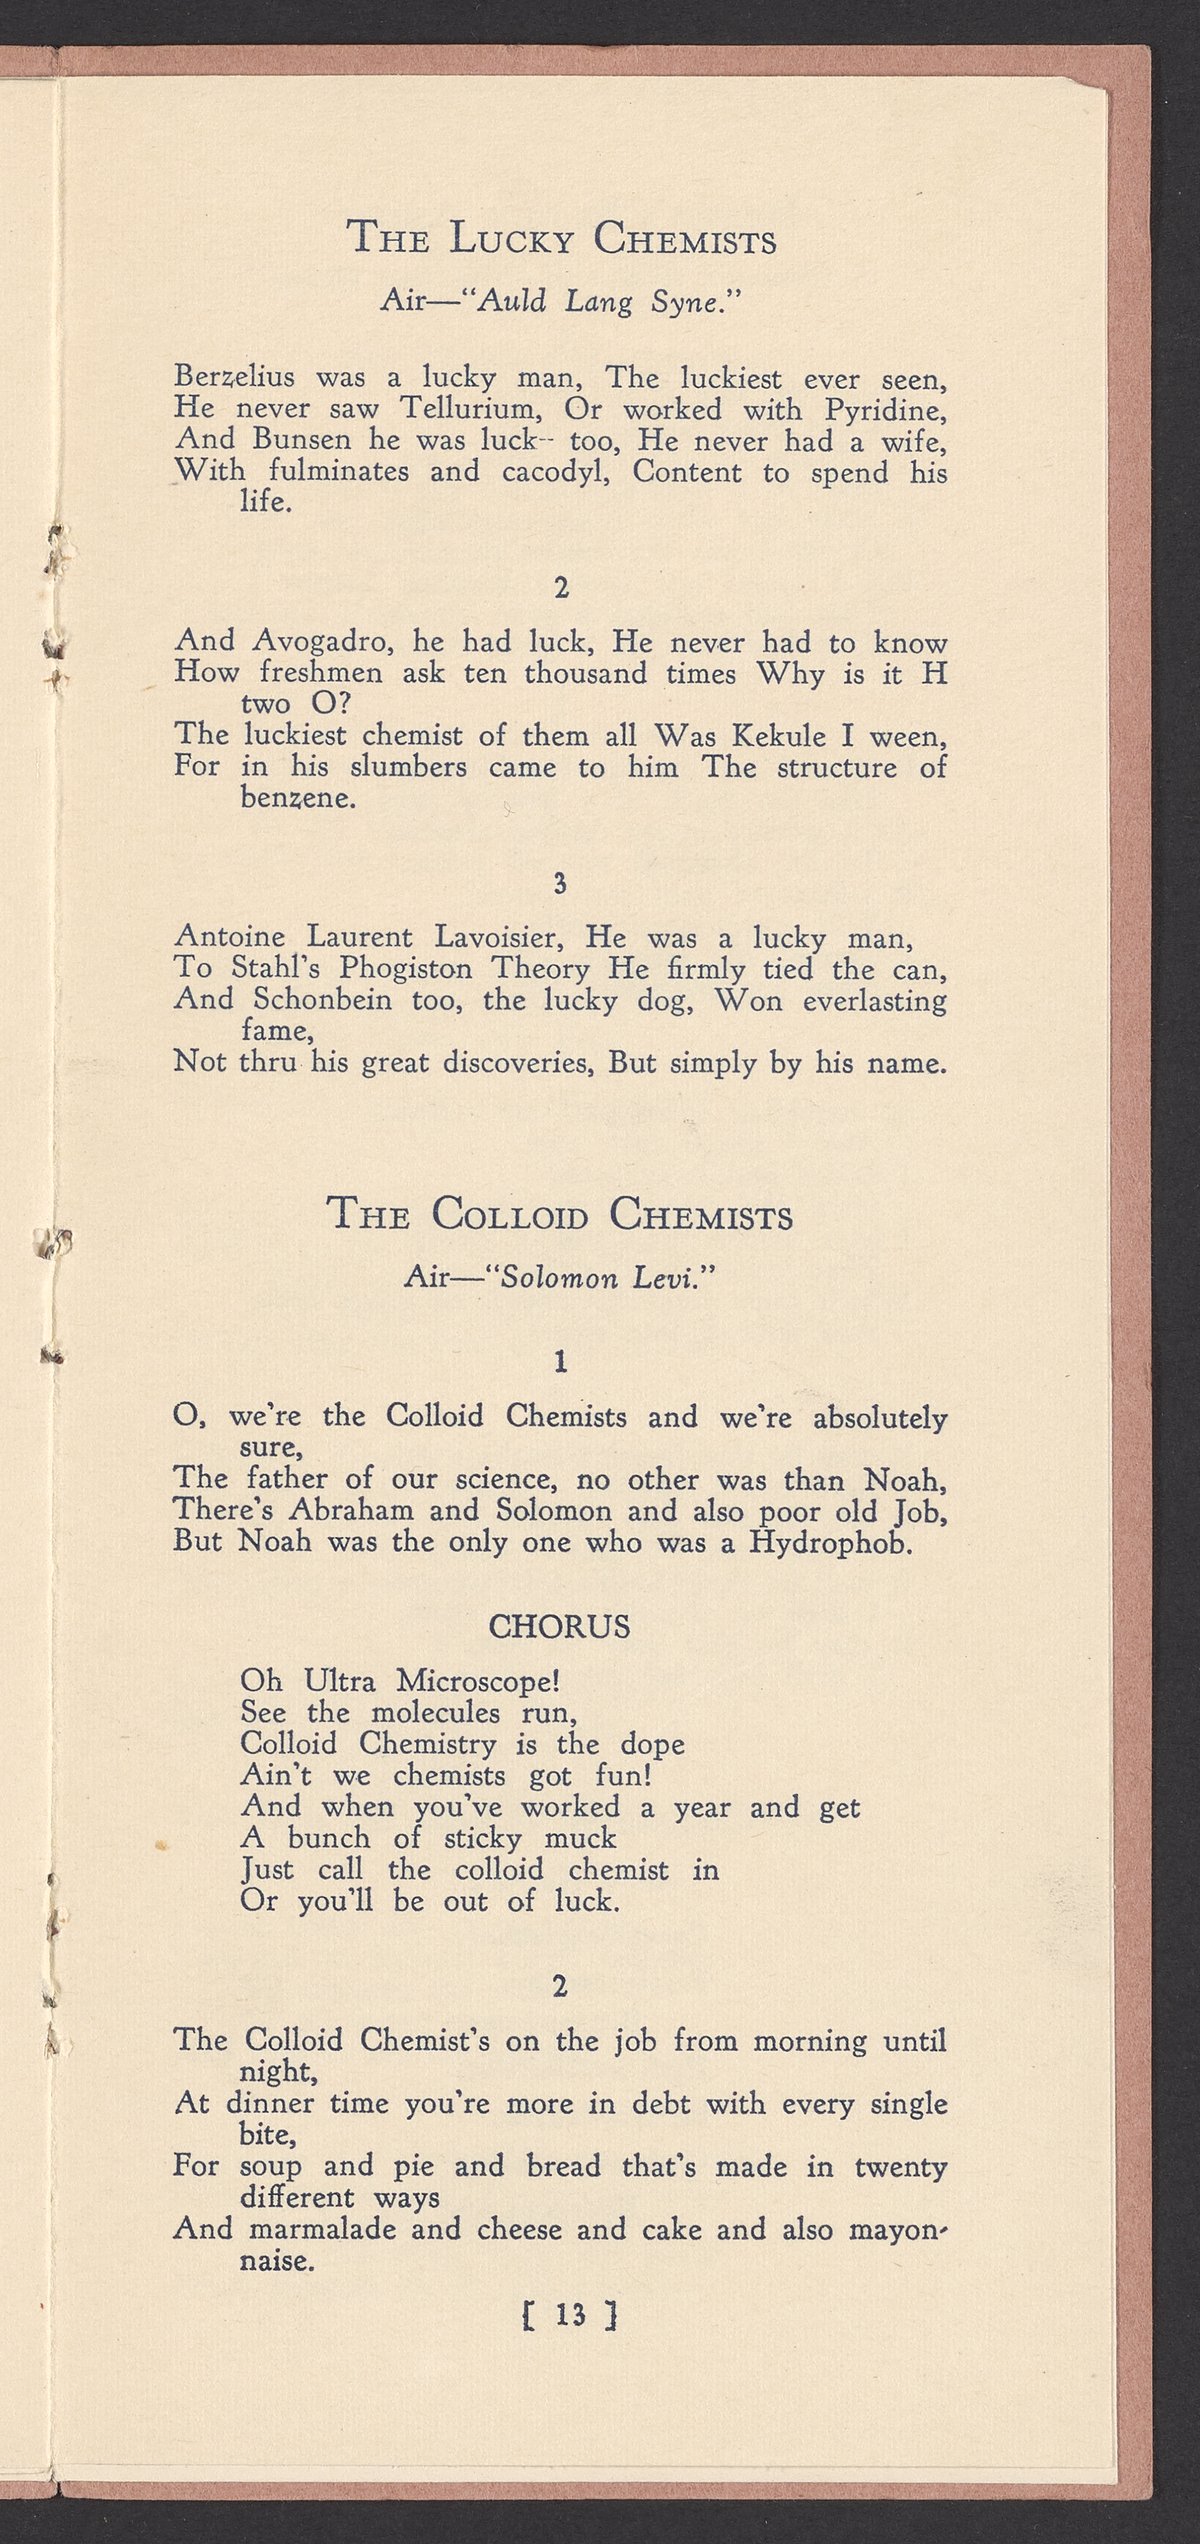 THE LUCKY CHEMISTS
Air—"Auld Lang Syne."
Berzelius was a lucky man, The luckiest ever seen,
He never saw Tellurium, Or worked with Pyridine,
And Bunsen he was luck-- too, He never had a wife,
With fulminates and cacodyl, Content to spend his
life.
2
And Avogadro, he had luck, He never had to know
How freshmen ask ten thousand times Why is it H
two O?
The luckiest chemist of them all Was Kekule I ween,
For in his slumbers came to him The structure of
benzene.
3
Antoine Laurent Lavoisier, He was a lucky man,
To Stahl's Phogiston Theory He firmly tied the can,
And Schonbein too, the lucky dog, Won everlasting
fame,
Not thru his great discoveries, But simply by his name.
THE COLLOID CHEMISTS
Air—"Solomon Levi."
1
O, we're the Colloid Chemists and we're absolutely
sure,
The father of our science, no other was than Noah,
There's Abraham and Solomon and also poor old Job,
But Noah was the only one who was a Hydrophob.
CHORUS
Oh Ultra Microscope!
See the molecules run,
Colloid Chemistry is the dope
Ain't we chemists got fun!
And when you've worked a year and get
A bunch of sticky muck
Just call the colloid chemist in
Or you'll be out of luck.
2
The Colloid Chemist's on the job from morning until
night,
At dinner time you're more in debt with every single
bite,
For soup and pie and bread that's made in twenty
different ways
And marmalade and cheese and cake and also mayon-
naise.
[ 13 ]